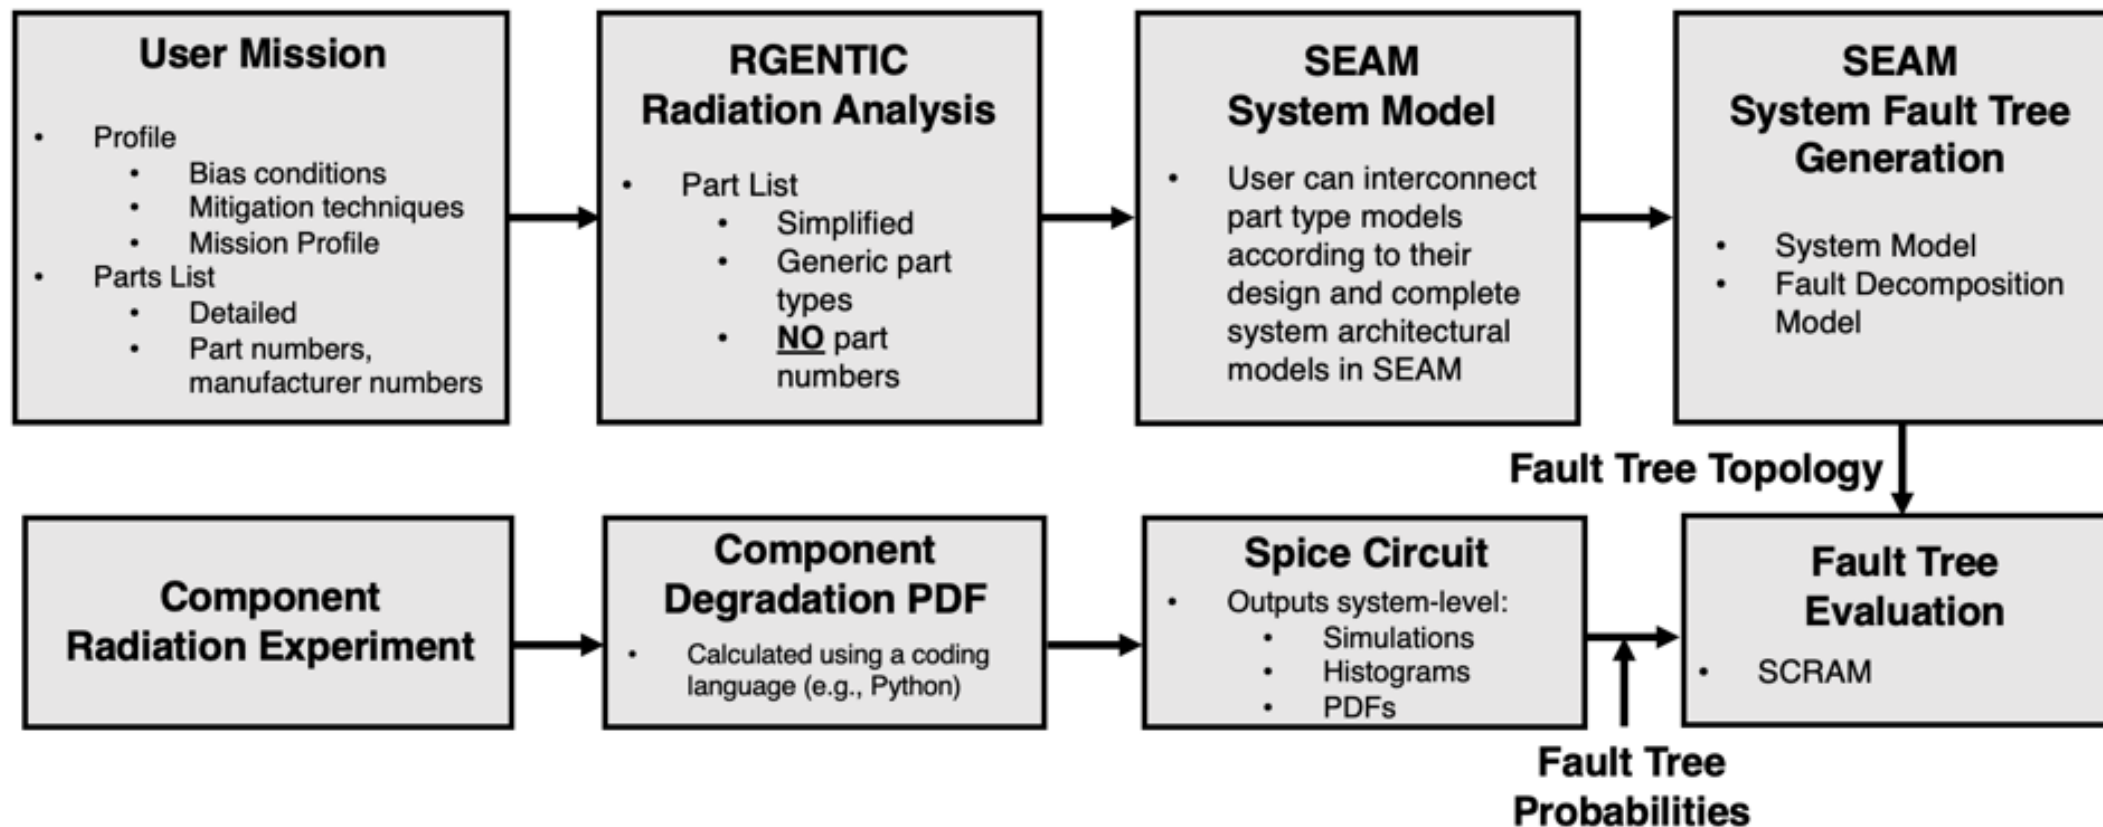 User Mission
• Profile
• Bias conditions
• Mitigation techniques
• Mission Profile
• Parts List
• Detailed
• Part numbers,
manufacturer numbers
RGENTIC
Radiation Analysis
• Part List
• Simplified
• Generic part
types
• NO part
numbers
SEAM
System Model
• User can interconnect
part type models
according to their
design and complete
system architectural
models in SEAM
SEAM
System Fault Tree
Generation
• System Model
• Fault Decomposition
Model
Fault Tree Topology
Component
Radiation Experiment
Component
Degradation PDF
• Calculated using a coding
language (e.g., Python)
Spice Circuit
• Outputs system-level:
• Simulations
• Histograms
• PDFs
Fault Tree
Probabilities
Fault Tree
Evaluation
• SCRAM